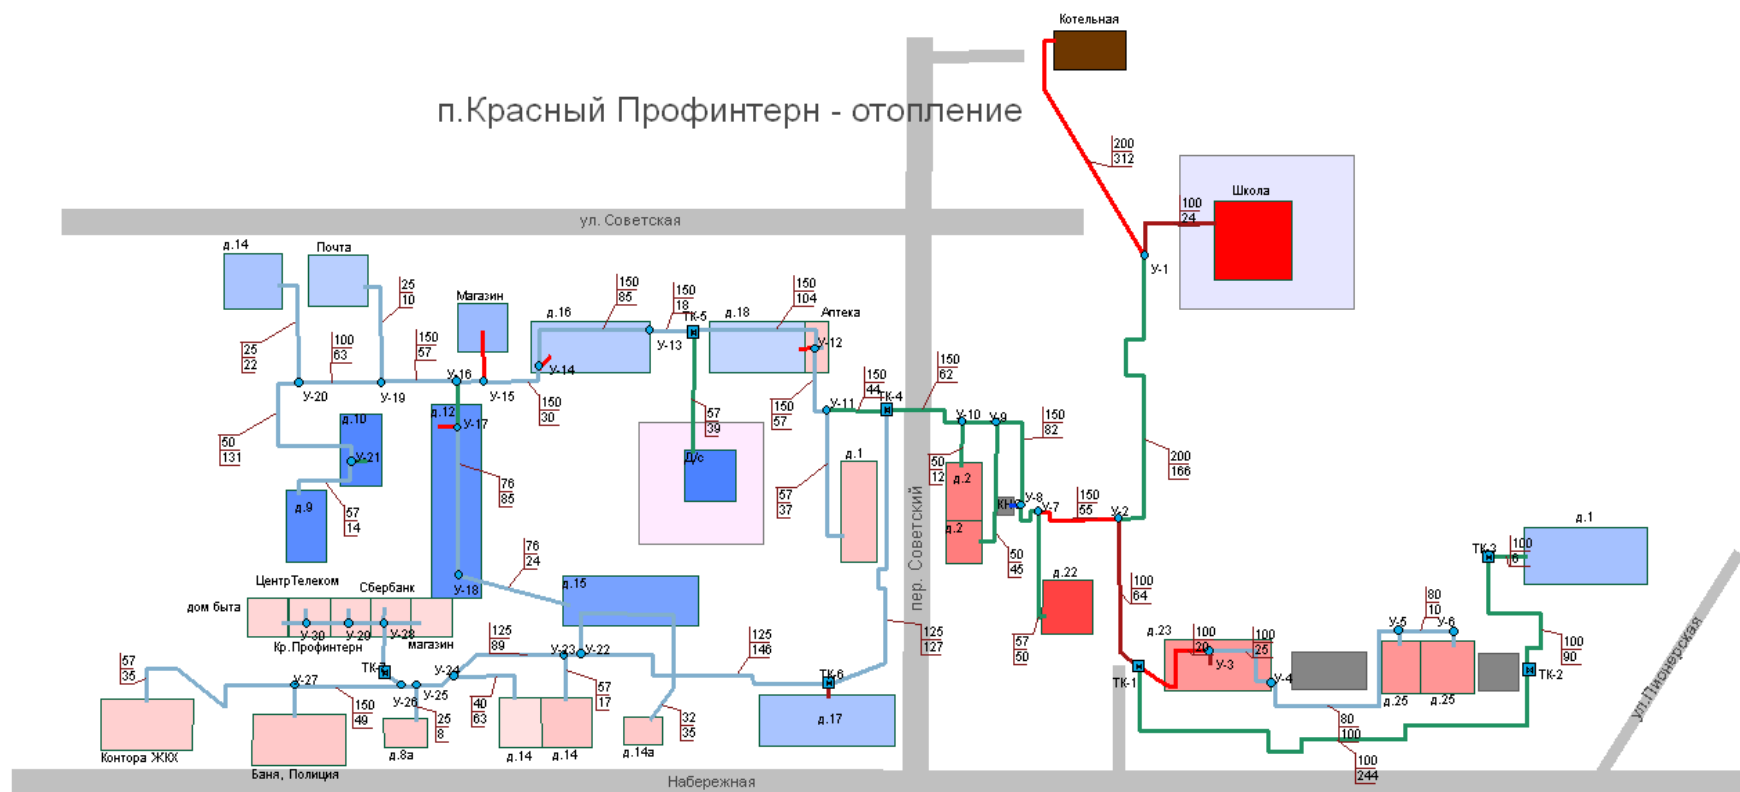 Котельная
п.Красный Профинтерн - отопление
200
312
Школа
100
24
ул. Советская
У-1
д.14
Почта
25
10
Магазин
150
85
150
18
150
104
д.16
ТК-5
д.18
Аптека
У-13
У-12
У-14
25
22
100
63
150
57
У-16
У-20
У-19
У-15
150
30
150
57
150
44
ТК-4
150
62
У-11
У-10
У-9
150
82
50
131
д.10
У-21
д.12
У-17
57
39
Д/с
д.1
50
12
д.2
д.2
У-8
У-7
150
55
У-2
200
166
д.9
57
14
76
85
57
37
50
45
пер. Советский
д.1
ТК-3
100
6
76
24
У-18
д.15
д.22
57
50
100
64
ЦентрТелеком
Сбербанк
дом быта
У-30
У-29
У-28
Кр.Профинтерн
магазин
125
89
У-23
У-22
125
146
125
127
д.23
100
20
100
25
У-3
У-4
80
10
У-5
У-6
100
90
57
35
У-27
150
49
У-24
У-25
У-26
25
8
40
63
57
17
32
35
ТК-6
д.17
ТК-1
д.25
д.25
ТК-2
80
100
100
244
ул.Пионерская
Контора ЖКХ
Баня, Полиция
д.8а
д.14
д.14
д.14а
Набережная